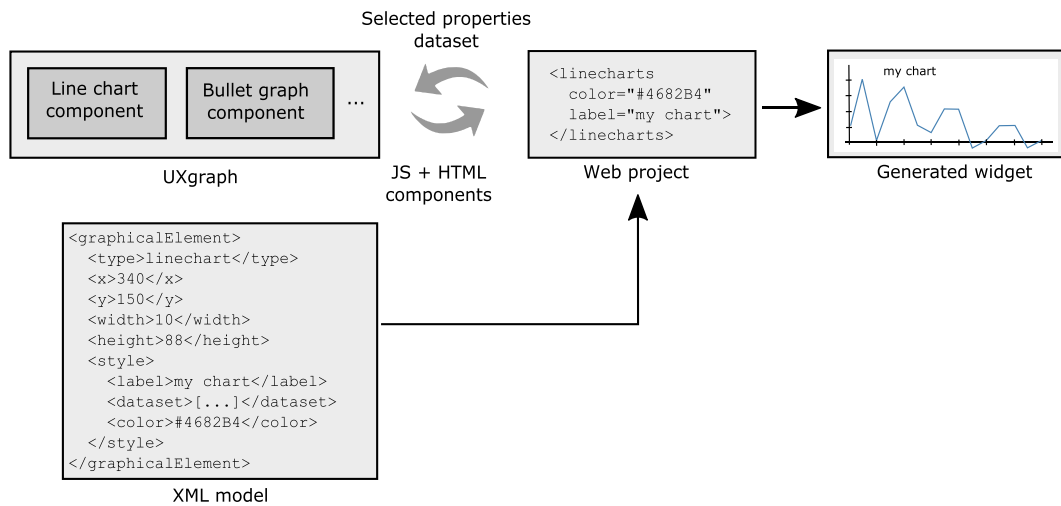 Selected properties
dataset
Line chart
component
Bullet graph
component
...
UXgraph
JS + HTML
components
<linecharts
color="#4682B4"
label="my chart">
</linecharts>
Web project
my chart
Generated widget
<graphicalElement>
<type>linechart</type>
<x>340</x>
<y>150</y>
<width>10</width>
<height>88</height>
<style>
<label>my chart</label>
<dataset>[...]</dataset>
<color>#4682B4</color>
</style>
</graphicalElement>
XML model